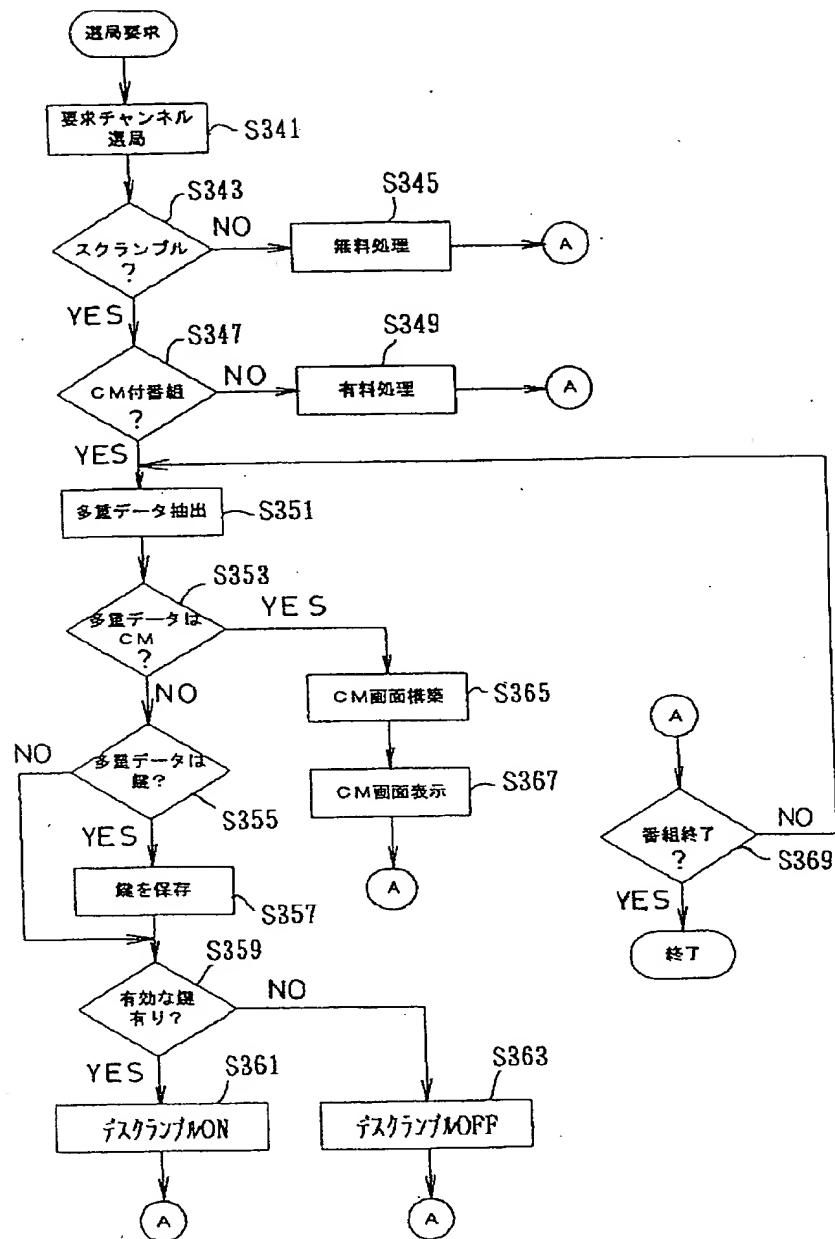 選局要求
要求チャンネル
選局
S341
S343
スクランブル
?
NO
S345
無料処理
A
YES
S347
CM付番組
?
NO
S349
有料処理
A
YES
多重データ抽出
S351
S353
多重データは
CM
?
YES
CM画面構築
S365
CM画面表示
S367
A
NO
多重データは
鍵?
S355
NO
YES
鍵を保存
S357
S359
有効な鍵
有り?
NO
YES
S361
デスクランブルON
A
S363
デスクランブルOFF
A
A
番組終了
?
NO
S369
YES
終了